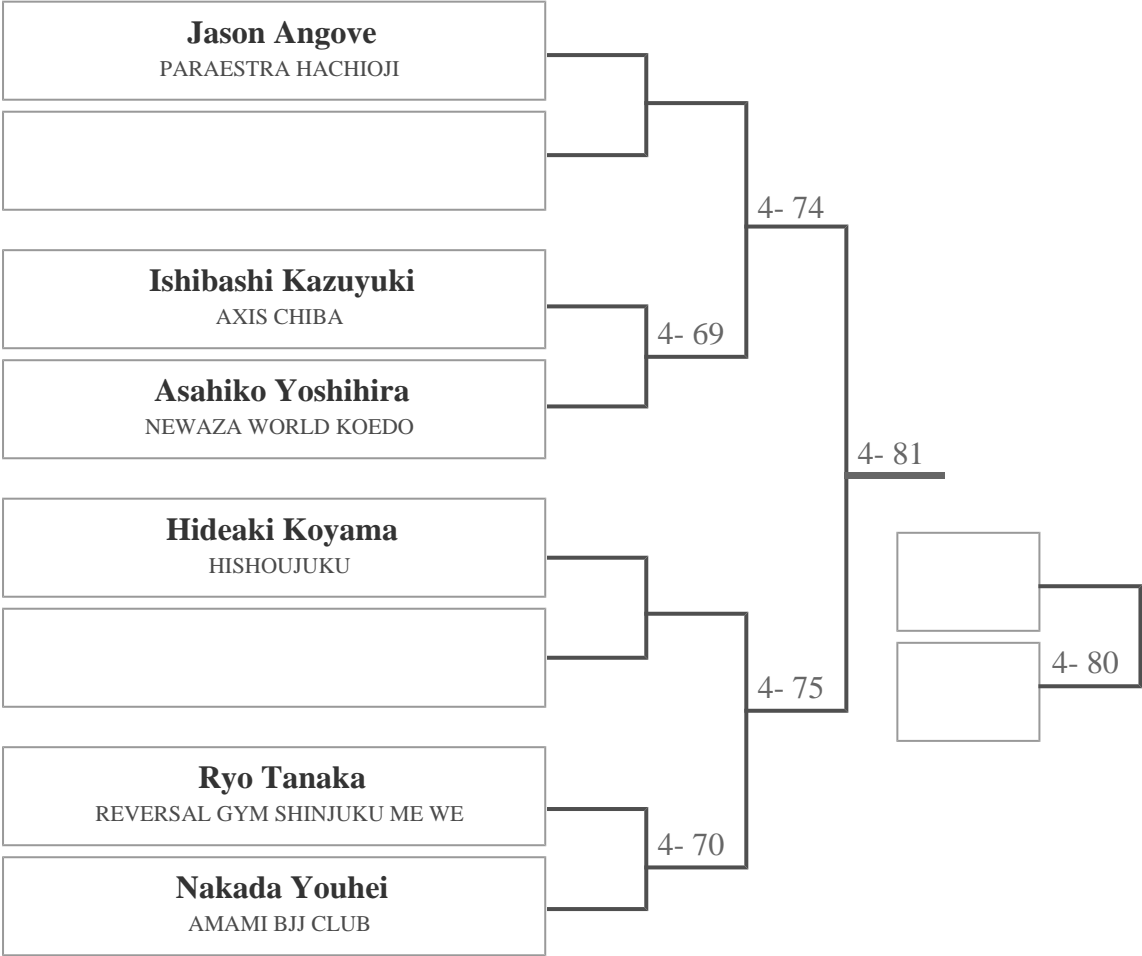 Jason Angove
PARAESTRA HACHIOJI
4- 74
Ishibashi Kazuyuki
AXIS CHIBA
4- 69
Asahiko Yoshihira
NEWAZA WORLD KOEDO
4- 81
Hideaki Koyama
HISHOUJUKU
4- 80
4- 75
Ryo Tanaka
REVERSAL GYM SHINJUKU ME WE
4- 70
Nakada Youhei
AMAMI BJJ CLUB